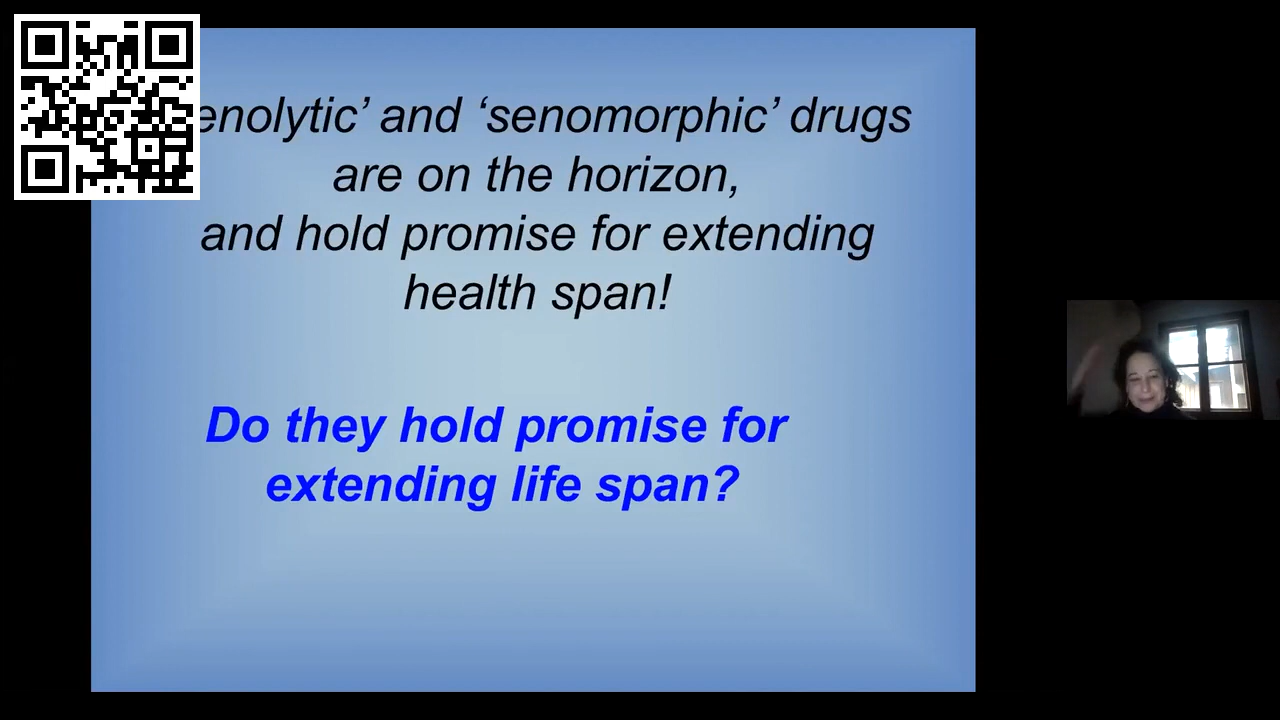 enolytic’ and ‘senomorphic’ drugs
are on the horizon,
and hold promise for extending
health span!
Do they hold promise for
extending life span?